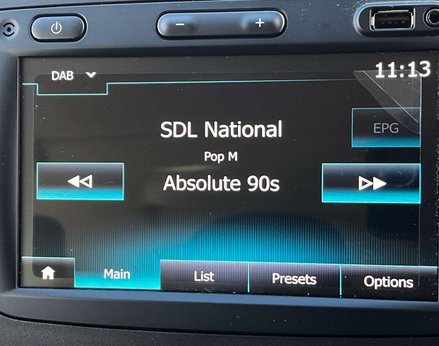 - +
DAB
11:13
SDL National
EPG
Pop M
Absolute 90s
Main
List
Presets
Options